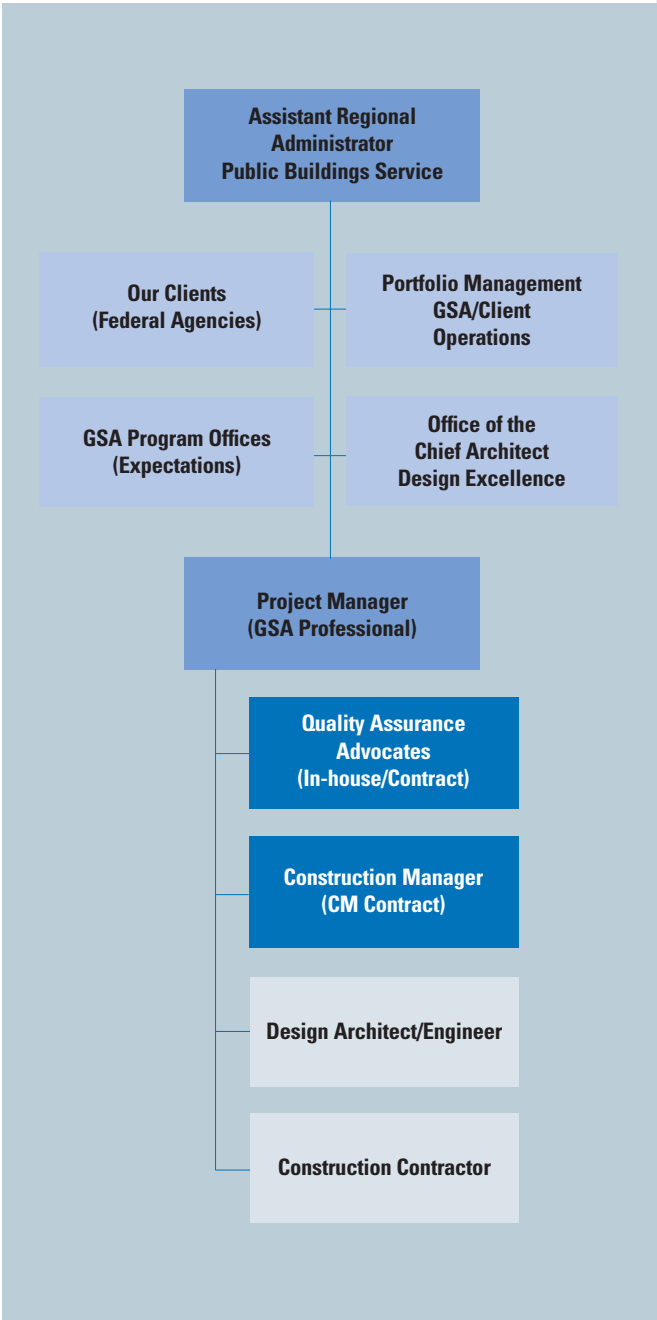 Assistant Regional
Administrator
Public Buildings Service
Our Clients
(Federal Agencies)
Portfolio Management
GSA/Client
Operations
GSA Program Offices
(Expectations)
Office of the
Chief Architect
Design Excellence
Project Manager
(GSA Professional)
Quality Assurance
Advocates
(In-house/Contract)
Construction Manager
(CM Contract)
Design Architect/Engineer
Construction Contractor